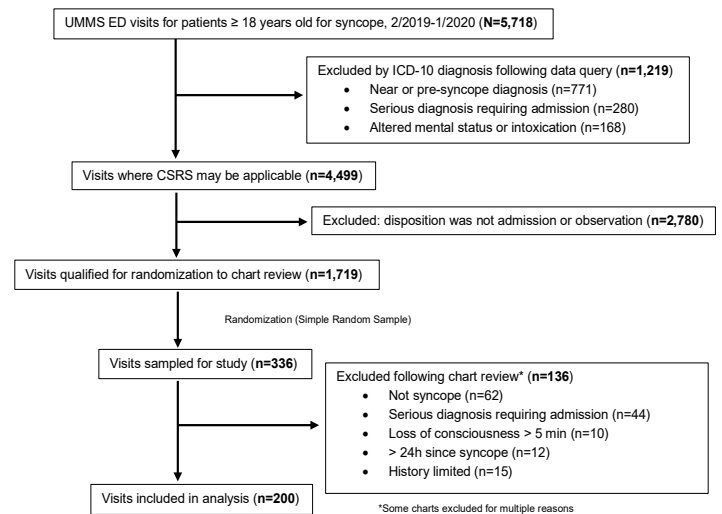 UMMS ED visits for patients ≥ 18 years old for syncope, 2/2019-1/2020 (N=5,718)
Excluded by ICD-10 diagnosis following data query (n=1,219)
• Near or pre-syncope diagnosis (n=771)
• Serious diagnosis requiring admission (n=280)
• Altered mental status or intoxication (n=168)
Visits where CSRS may be applicable (n=4,499)
Excluded: disposition was not admission or observation (n=2,780)
Visits qualified for randomization to chart review (n=1,719)
Randomization (Simple Random Sample)
Visits sampled for study (n=336)
Excluded following chart review* (n=136)
• Not syncope (n=62)
• Serious diagnosis requiring admission (n=44)
• Loss of consciousness > 5 min (n=10)
• > 24h since syncope (n=12)
• History limited (n=15)
Visits included in analysis (n=200)
*Some charts excluded for multiple reasons